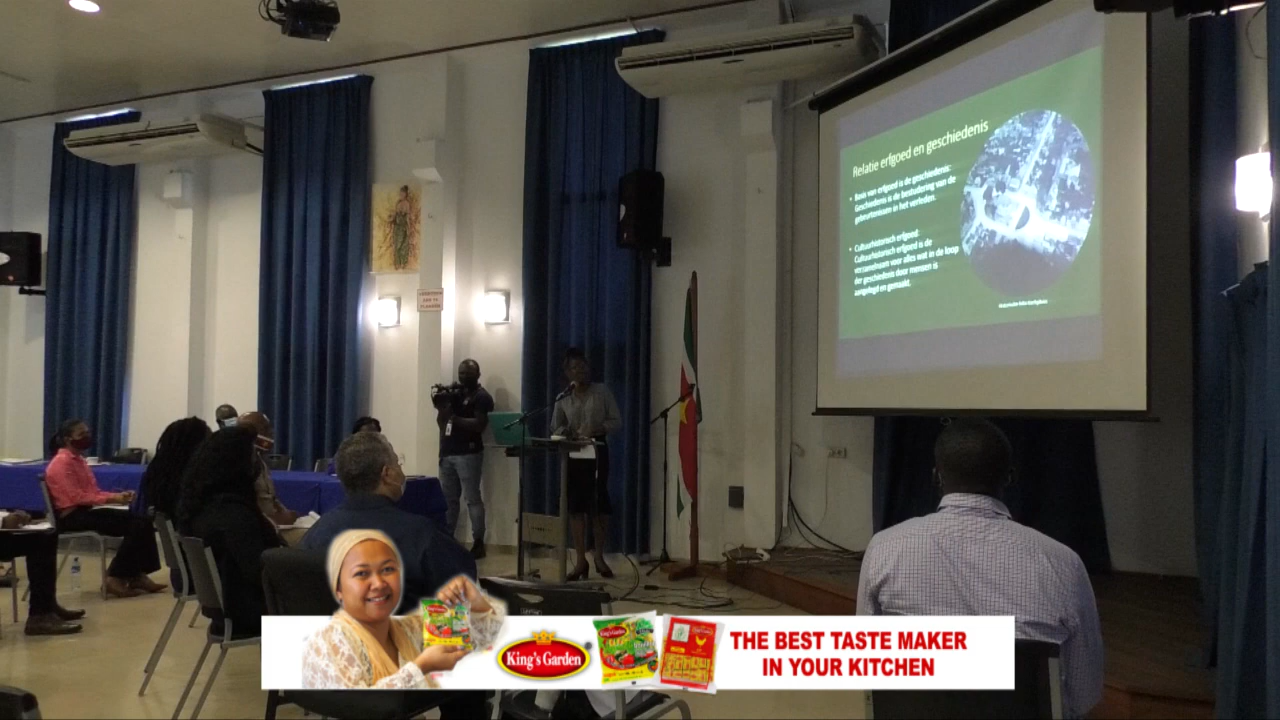 Relatie erfgoed en geschiedenis
• Basis van erfgoed is de geschiedenis:
Geschiedenis is de bestudering van de
gebeurtenissen in het verleden.
• Cultuurhistorisch erfgoed:
Cultuurhistorisch erfgoed is de
verzamelnaam voor alles wat in de loop
der geschiedenis door mensen is
aangelegd en gemaakt.
King's Garden
THE BEST TASTE MAKER
IN YOUR KITCHEN